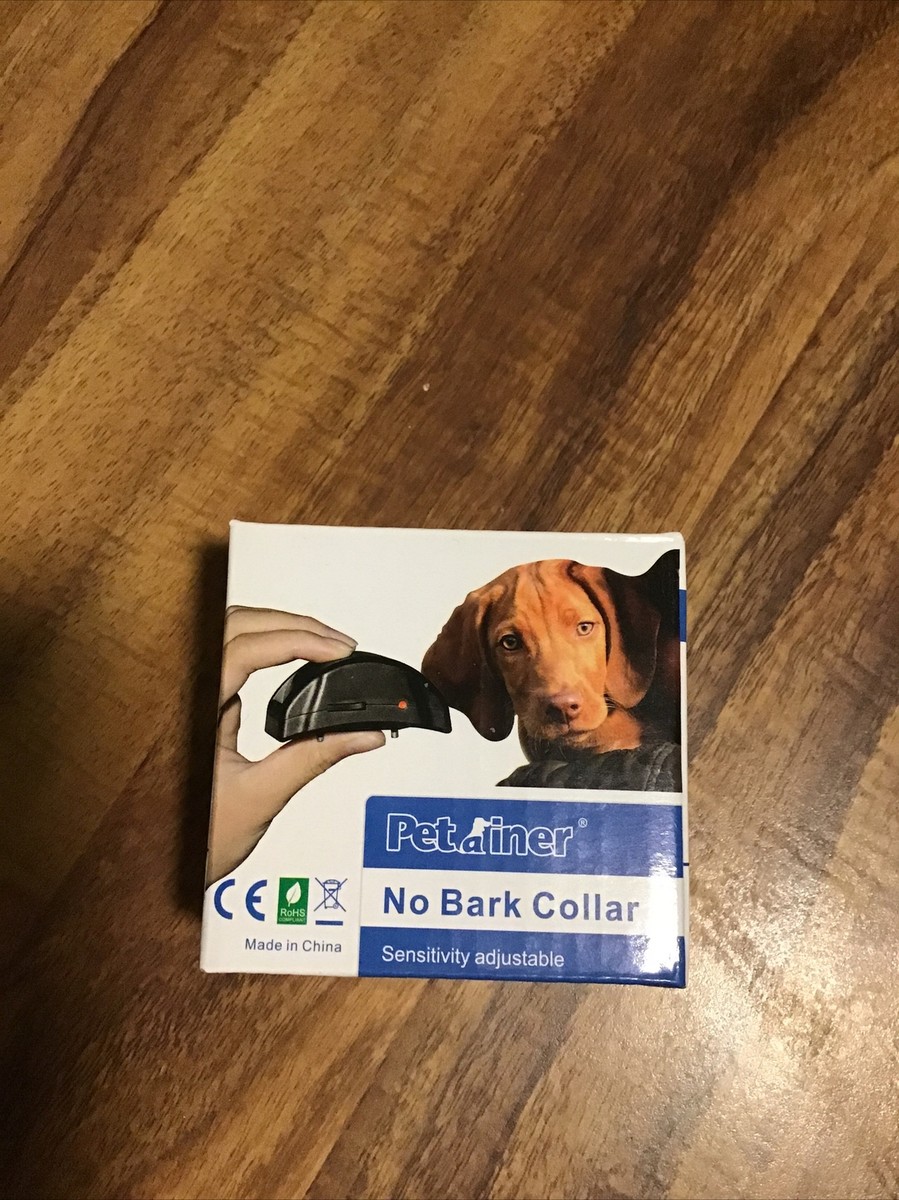 Petainer®
No Bark Collar
Sensitivity adjustable
CE
RoHS
COMPLIANT
Made in China